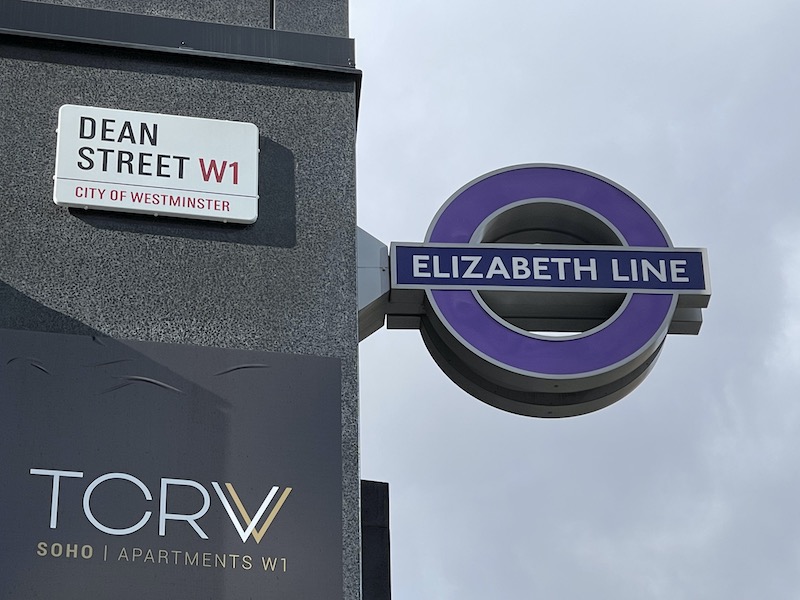 DEAN
STREET W1
CITY OF WESTMINSTER
ELIZABETH LINE
TCRW
SOHO | APARTMENTS W1